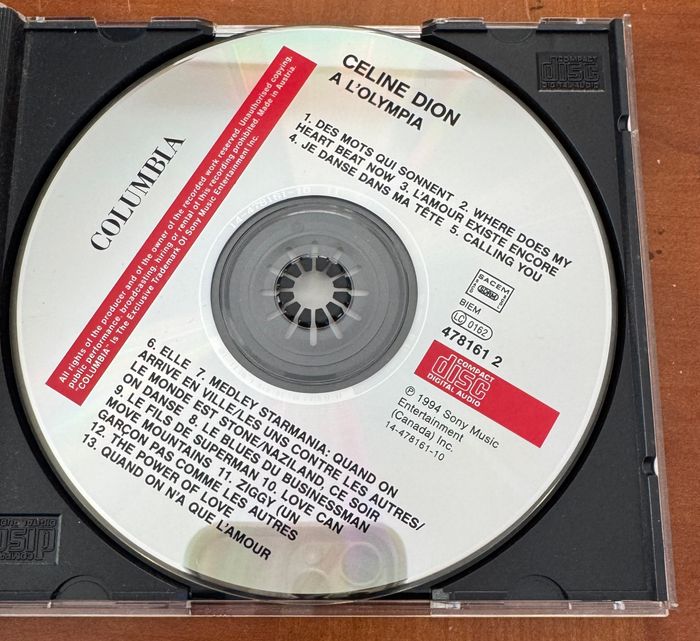 CELINE DION
A L'OLYMPIA
1. DES MOTS QUI SONNENT 2. WHERE DOES MY
HEART BEAT NOW 3. L'AMOUR EXISTE ENCORE
4. JE DANSE DANS MA TÊTE 5. CALLING YOU
COLUMBIA
All rights of the producer and of the owner of the recorded work reserved. Unauthorised copying,
public performance, broadcasting, hiring or rental of this recording prohibited. Made in Austria.
"COLUMBIA" Is The Exclusive Trademark Of Sony Music Entertainment Inc.
14-478161-10
SACEM
BIEM
LC 0162
478161 2
COMPACT
disc
DIGITAL AUDIO
℗ 1994 Sony Music
Entertainment
(Canada) Inc.
14-478161-10
6. ELLE 7. MEDLEY STARMANIA: QUAND ON
ARRIVE EN VILLE/LES UNS CONTRE LES AUTRES/
LE MONDE EST STONE/NAZILAND, CE SOIR
ON DANSE 8. LE BLUES DU BUSINESSMAN
9. LE FILS DE SUPERMAN 10. LOVE CAN
MOVE MOUNTAINS 11. ZIGGY (UN
GARÇON PAS COMME LES AUTRES
12. THE POWER OF LOVE
13. QUAND ON N'A QUE L'AMOUR
COMPACT
disc
DIGITAL AUDIO
COMPACT
disc
DIGITAL AUDIO